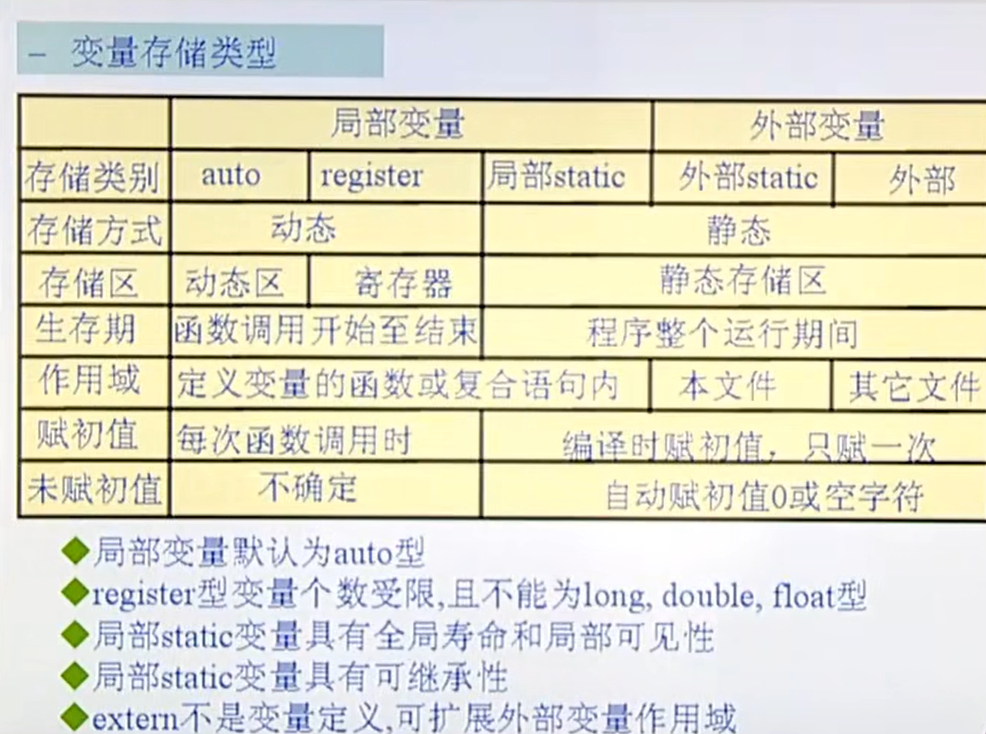 – 变量存储类型
局部变量 外部变量
存储类别 auto register 局部static 外部static 外部
存储方式 动态 静态
存储区 动态区 寄存器 静态存储区
生存期 函数调用开始至结束 程序整个运行期间
作用域 定义变量的函数或复合语句内 本文件 其它文件
赋初值 每次函数调用时 编译时赋初值，只赋一次
未赋初值 不确定 自动赋初值0或空字符
◆局部变量默认为auto型
◆register型变量个数受限,且不能为long, double, float型
◆局部static变量具有全局寿命和局部可见性
◆局部static变量具有可继承性
◆extern不是变量定义,可扩展外部变量作用域